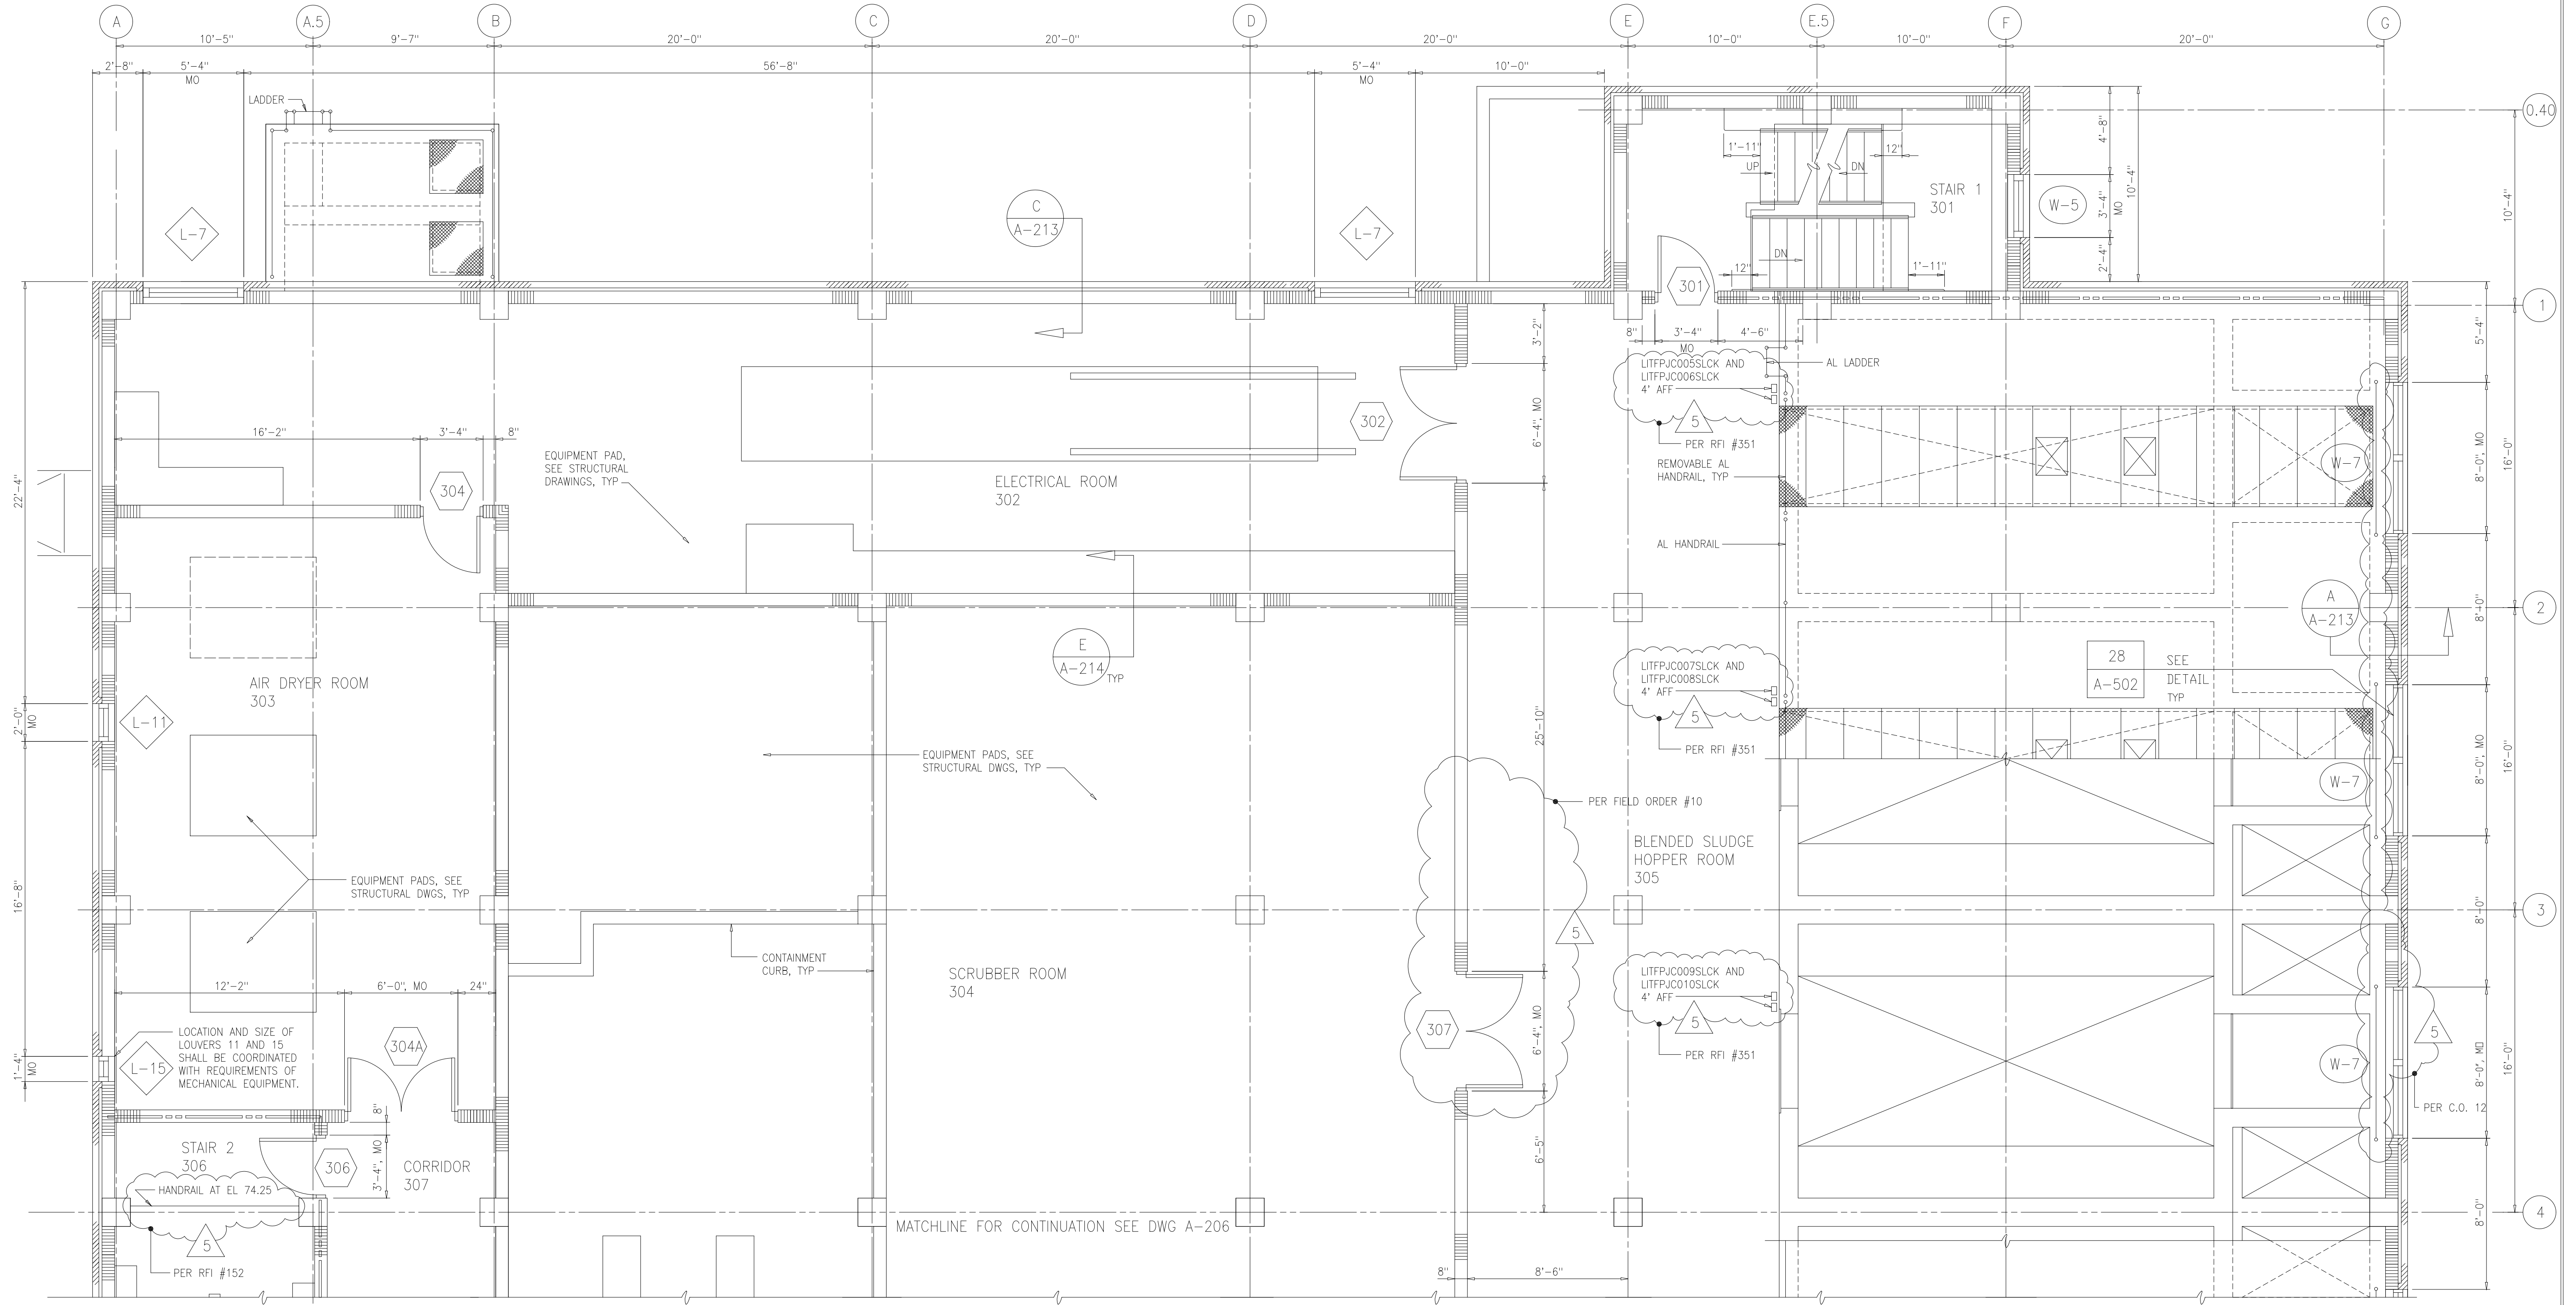 A
A.5
B
C
D
E
E.5
F
G
10'-5"
9'-7"
20'-0"
20'-0"
20'-0"
10'-0"
10'-0"
20'-0"
2'-8"
5'-4"
MO
56'-8"
5'-4"
MO
10'-0"
LADDER
L-7
C
A-213
L-7
1'-11"
UP
DN
12"
STAIR 1
301
W-5
4'-8"
3'-4"
MO
2'-4"
10'-4"
10'-4"
0.40
DN
12"
1'-11"
301
1
8"
3'-4"
MO
4'-6"
3'-2"
5'-4"
LITFPJC005SLCK AND
LITFPJC006SLCK
4' AFF
5
PER RFI #351
AL LADDER
16'-2"
3'-4"
8"
302
6'-4", MO
EQUIPMENT PAD,
SEE STRUCTURAL
DRAWINGS, TYP
304
ELECTRICAL ROOM
302
REMOVABLE AL
HANDRAIL, TYP
W-7
8'-0", MO
16'-0"
22'-4"
AL HANDRAIL
8'-0"
2
A
A-213
E
A-214
TYP
LITFPJC007SLCK AND
LITFPJC008SLCK
4' AFF
5
PER RFI #351
28
A-502
SEE
DETAIL
TYP
AIR DRYER ROOM
303
L-11
2'-0"
MO
25'-10"
EQUIPMENT PADS, SEE
STRUCTURAL DWGS, TYP
W-7
8'-0", MO
16'-0"
PER FIELD ORDER #10
BLENDED SLUDGE
HOPPER ROOM
305
EQUIPMENT PADS, SEE
STRUCTURAL DWGS, TYP
16'-8"
8'-0"
3
5
CONTAINMENT
CURB, TYP
SCRUBBER ROOM
304
LITFPJC009SLCK AND
LITFPJC010SLCK
4' AFF
5
PER RFI #351
12'-2"
6'-0", MO
24"
LOCATION AND SIZE OF
LOUVERS 11 AND 15
SHALL BE COORDINATED
WITH REQUIREMENTS OF
MECHANICAL EQUIPMENT.
L-15
1'-4"
MO
304A
307
6'-4", MO
W-7
8'-0", MO
16'-0"
5
PER C.O. 12
8"
STAIR 2
306
306
3'-4", MO
CORRIDOR
307
6'-5"
HANDRAIL AT EL 74.25
5
PER RFI #152
MATCHLINE FOR CONTINUATION SEE DWG A-206
8'-0"
4
8"
8'-6"